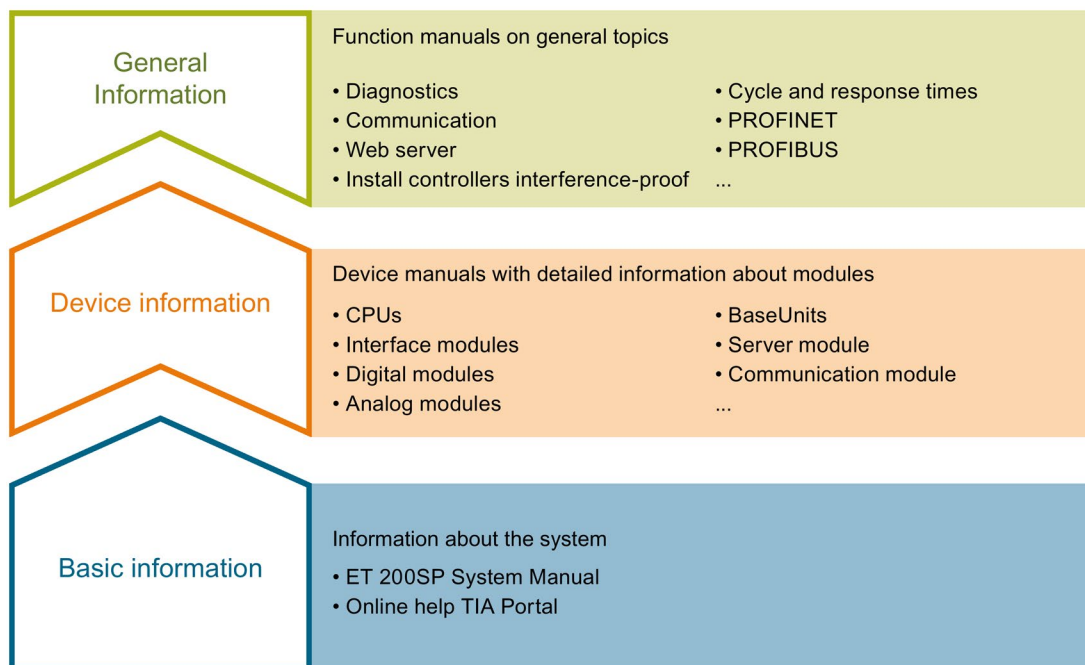 General
Information
Function manuals on general topics
• Diagnostics
• Communication
• Web server
• Install controllers interference-proof
• Cycle and response times
• PROFINET
• PROFIBUS
...
Device information
Device manuals with detailed information about modules
• CPUs
• Interface modules
• Digital modules
• Analog modules
• BaseUnits
• Server module
• Communication module
...
Basic information
Information about the system
• ET 200SP System Manual
• Online help TIA Portal